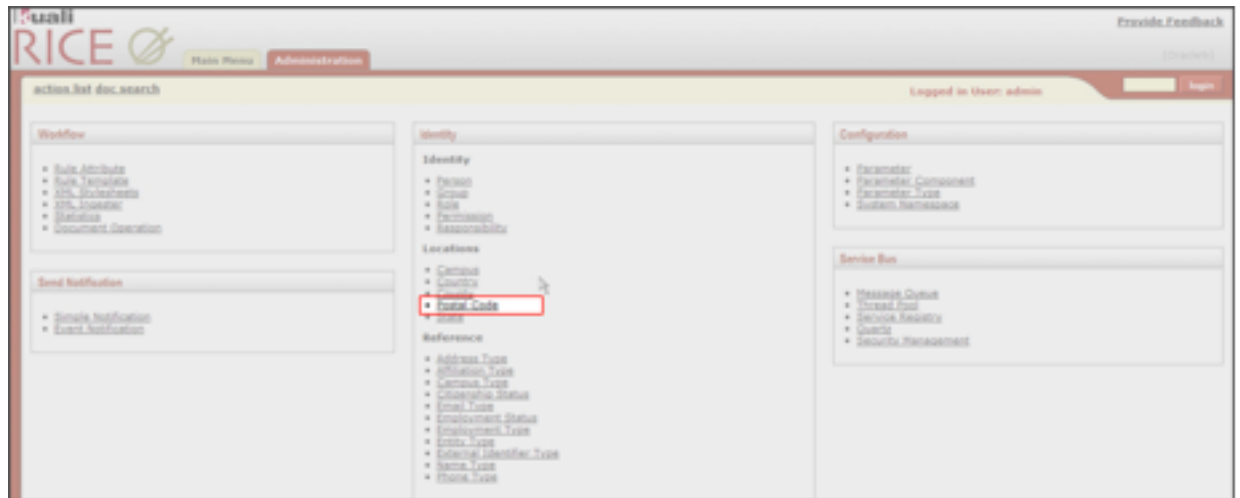 Kuali
RICE
Main Menu
Administration
Provide Feedback
action list doc search
Logged in User: admin
login
Workflow
Rule Attribute
Rule Template
XML Stylesheets
XML Ingester
Statistics
Document Operation
Send Notification
Simple Notification
Event Notification
Identity
Identity
Person
Group
Role
Permission
Responsibility
Locations
Campus
Country
County
Postal Code
State
Reference
Address Type
Affiliation Type
Campus Type
Citizenship Status
Email Type
Employment Status
Employment Type
Entity Type
External Identifier Type
Name Type
Phone Type
Configuration
Parameter
Parameter Component
Parameter Type
System Namespace
Service Bus
Message Queue
Thread Pool
Service Registry
Quartz
Security Management